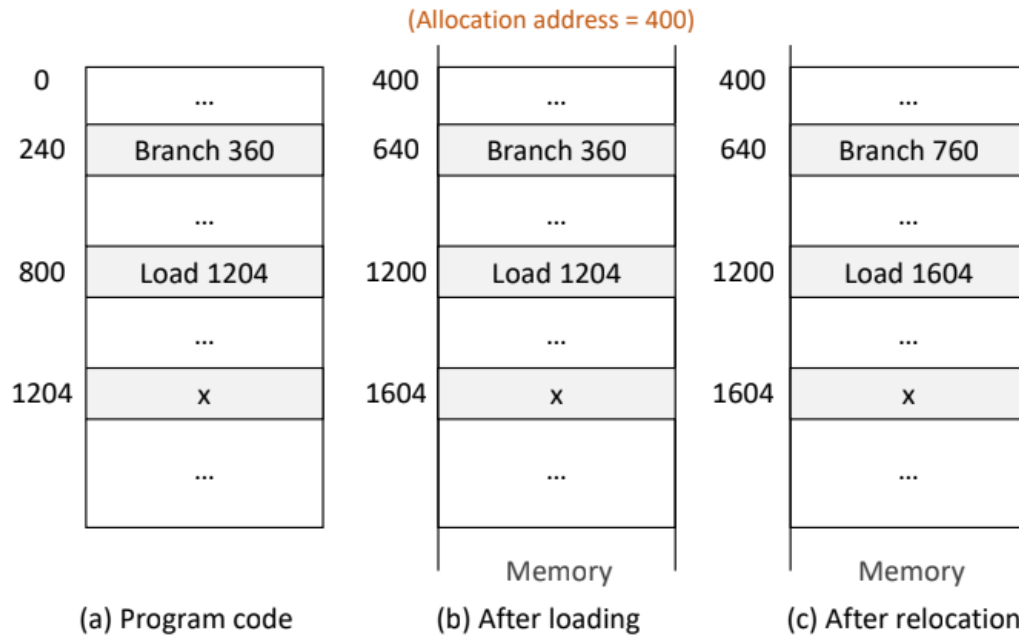 (Allocation address = 400)
0
...
240
Branch 360
...
800
Load 1204
...
1204
x
...
(a) Program code
400
...
640
Branch 360
...
1200
Load 1204
...
1604
x
...
Memory
(b) After loading
400
...
640
Branch 760
...
1200
Load 1604
...
1604
x
...
Memory
(c) After relocation